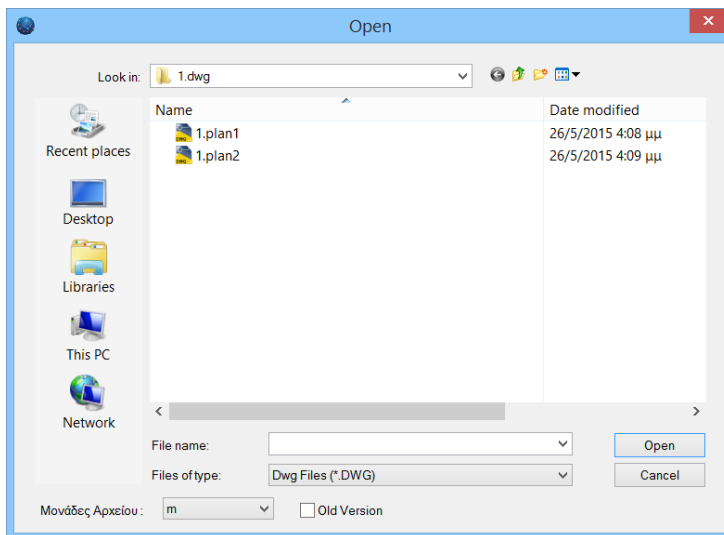 Open
Look in: 1.dwg
Name Date modified
1.plan1 26/5/2015 4:08 μμ
1.plan2 26/5/2015 4:09 μμ
Recent places
Desktop
Libraries
This PC
Network
File name: Open
Files of type: Dwg Files (*.DWG) Cancel
Μονάδες Αρχείου : m Old Version